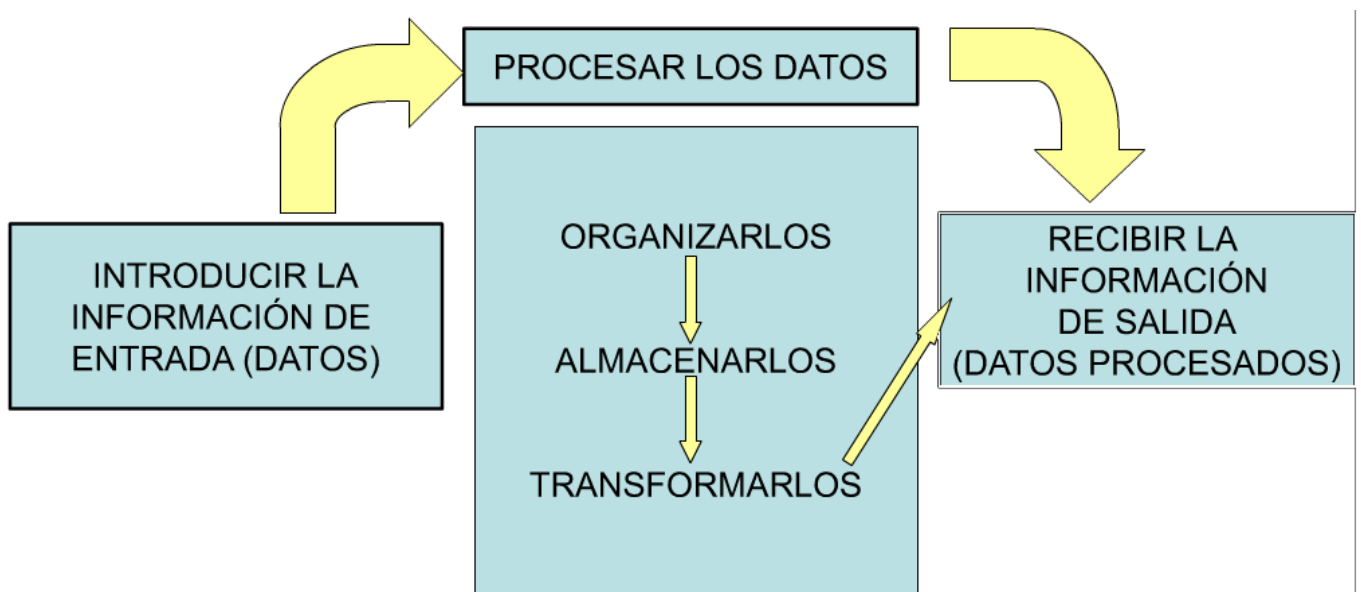 PROCESAR LOS DATOS
INTRODUCIR LA
INFORMACIÓN DE
ENTRADA (DATOS)
ORGANIZARLOS
ALMACENARLOS
TRANSFORMARLOS
RECIBIR LA
INFORMACIÓN
DE SALIDA
(DATOS PROCESADOS)